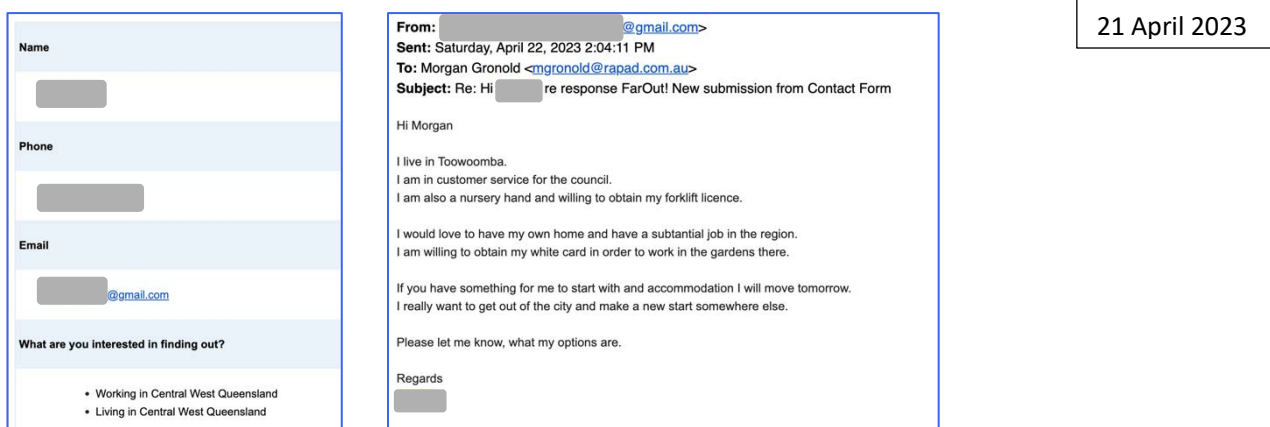 Name
Phone
Email
@gmail.com
What are you interested in finding out?
• Working in Central West Queensland
• Living in Central West Queensland
From: @gmail.com>
Sent: Saturday, April 22, 2023 2:04:11 PM
To: Morgan Gronold <mgronold@rapad.com.au>
Subject: Re: Hi re response FarOut! New submission from Contact Form
Hi Morgan
I live in Toowoomba.
I am in customer service for the council.
I am also a nursery hand and willing to obtain my forklift licence.
I would love to have my own home and have a subtantial job in the region.
I am willing to obtain my white card in order to work in the gardens there.
If you have something for me to start with and accommodation I will move tomorrow.
I really want to get out of the city and make a new start somewhere else.
Please let me know, what my options are.
Regards
21 April 2023